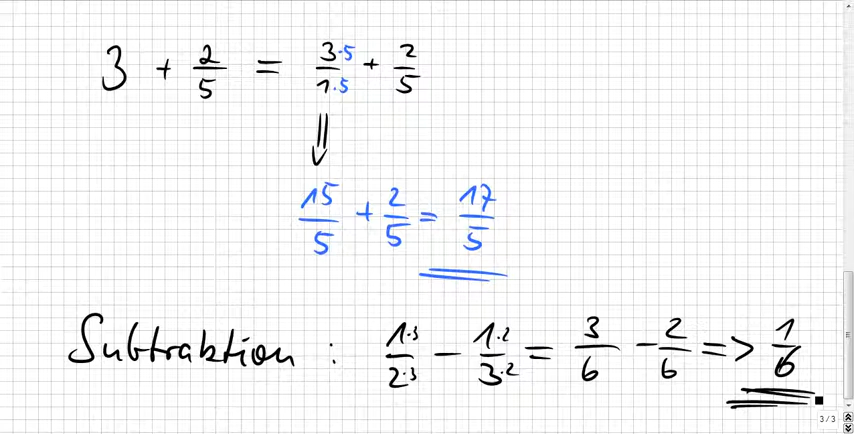 3 + 2/5 = 3·5/1·5 + 2/5
⇓
15/5 + 2/5 = 17/5
Subtraktion : 1·3/2·3 − 1·2/3·2 = 3/6 − 2/6 => 1/6
3/3